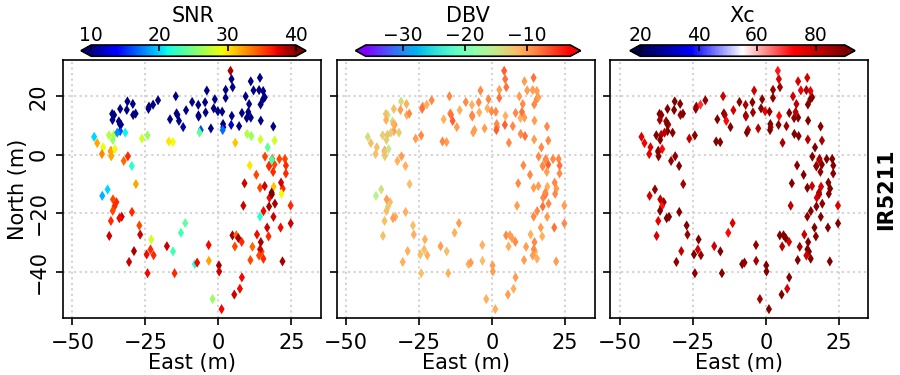 SNR DBV Xc
10 20 30 40 −30 −20 −10 20 40 60 80
20
0
−20
−40
North (m)
IR5211
−50 −25 0 25 −50 −25 0 25 −50 −25 0 25
East (m) East (m) East (m)